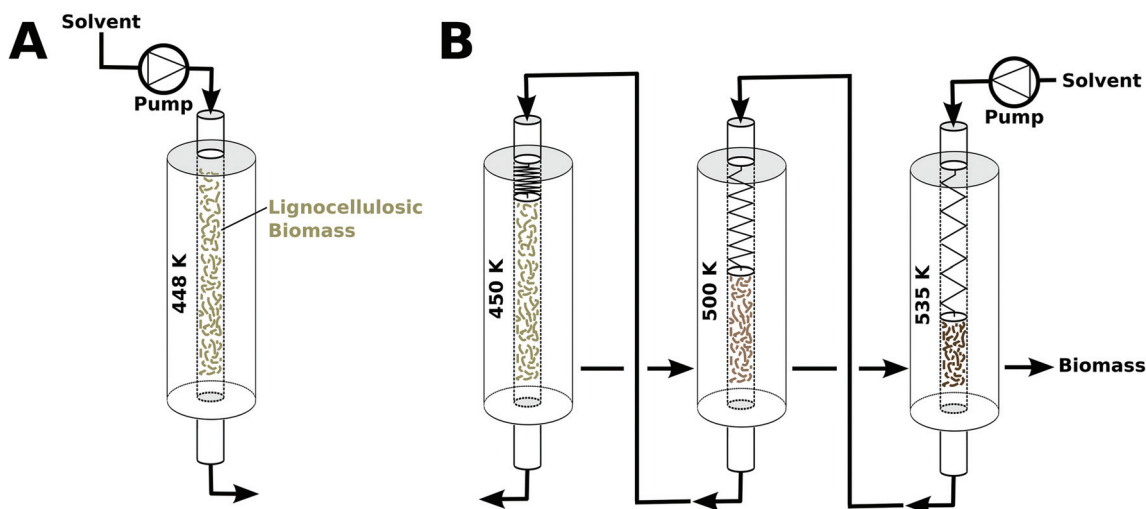 A
Solvent
Pump
Lignocellulosic
Biomass
448 K
B
Solvent
Pump
450 K
500 K
535 K
Biomass